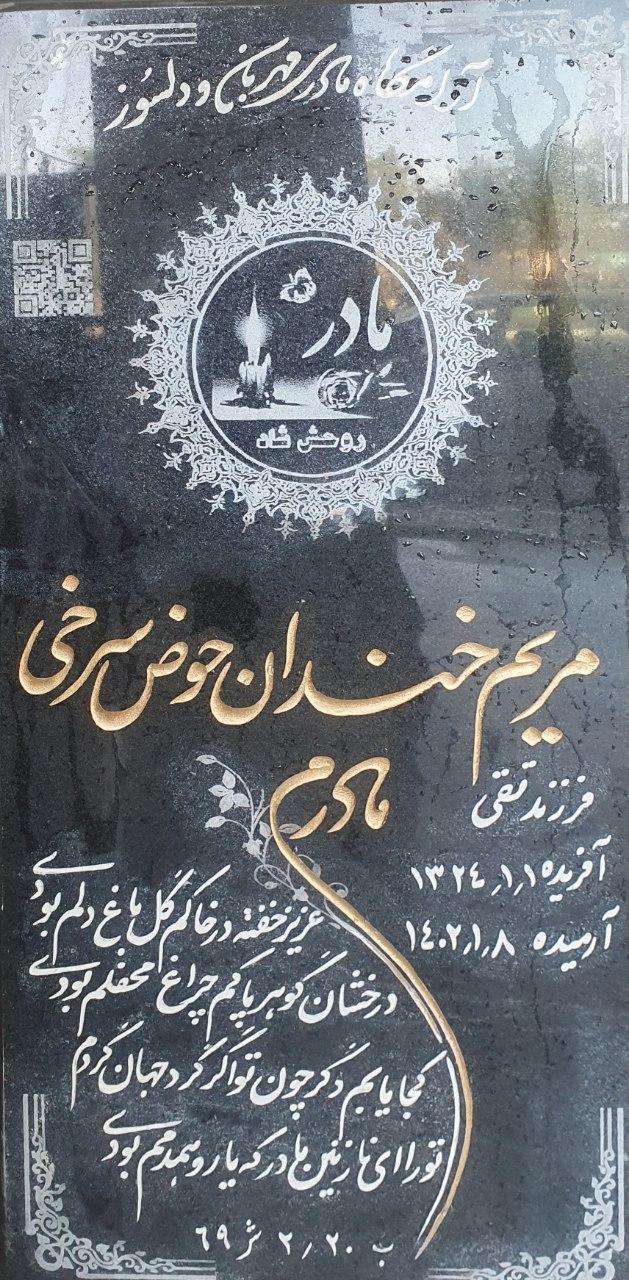 آرامگاه مادری مهربان و دلسوز
مادر
روحش شاد
مریم خندان حوض سرخی
فرزند تقی
آفریده ۱۳۲۴٫۱٫۱
آرمیده ۱۴۰۲٫۱٫۸
مادرم
عزیز خفته در خاکم گل باغ دلم بودی
درخشان گوهر پاکم چراغ محفلم بودی
کجا یابم دگر چون تو اگر گرد جهان گردم
تو را ای نازنین مادر که یار و همدمم بودی
ب ۲۰٫۲ ژ ۶۹